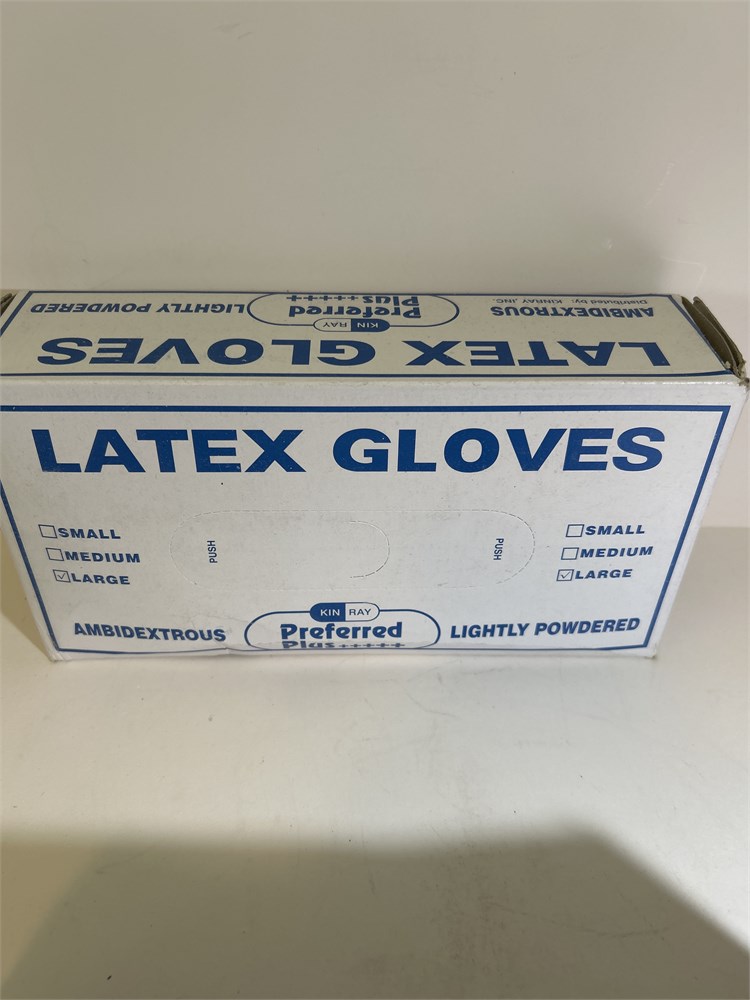 AMBIDEXTROUS
Distributed by: KINRAY, INC.
KIN RAY
Preferred
Plus+++++
LIGHTLY POWDERED
LATEX GLOVES
LATEX GLOVES
SMALL
MEDIUM
LARGE
PUSH
PUSH
SMALL
MEDIUM
LARGE
AMBIDEXTROUS
KIN RAY
Preferred
Plus+++++
LIGHTLY POWDERED